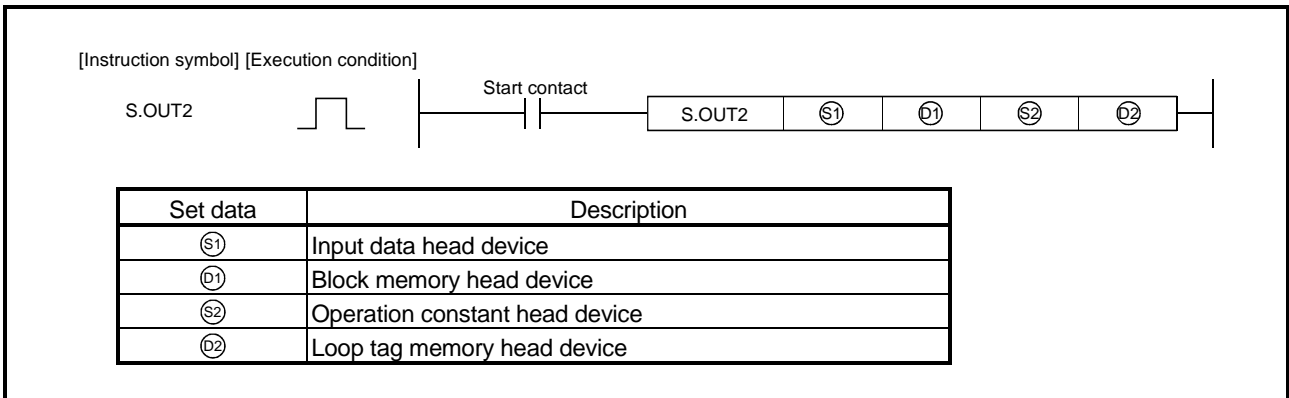 [Instruction symbol] [Execution condition]
Start contact
S.OUT2
S.OUT2 S1 D1 S2 D2
Set data Description
S1 Input data head device
D1 Block memory head device
S2 Operation constant head device
D2 Loop tag memory head device